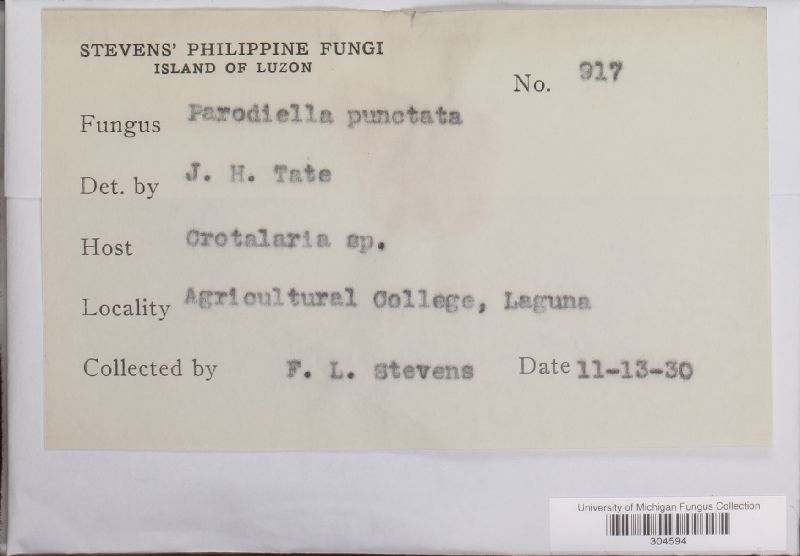 STEVENS' PHILIPPINE FUNGI
ISLAND OF LUZON
No. 917
Fungus Parodiella punctata
Det. by J. H. Tate
Host Crotalaria sp.
Locality Agricultural College, Laguna
Collected by F. L. Stevens Date 11-13-30
University of Michigan Fungus Collection
304594